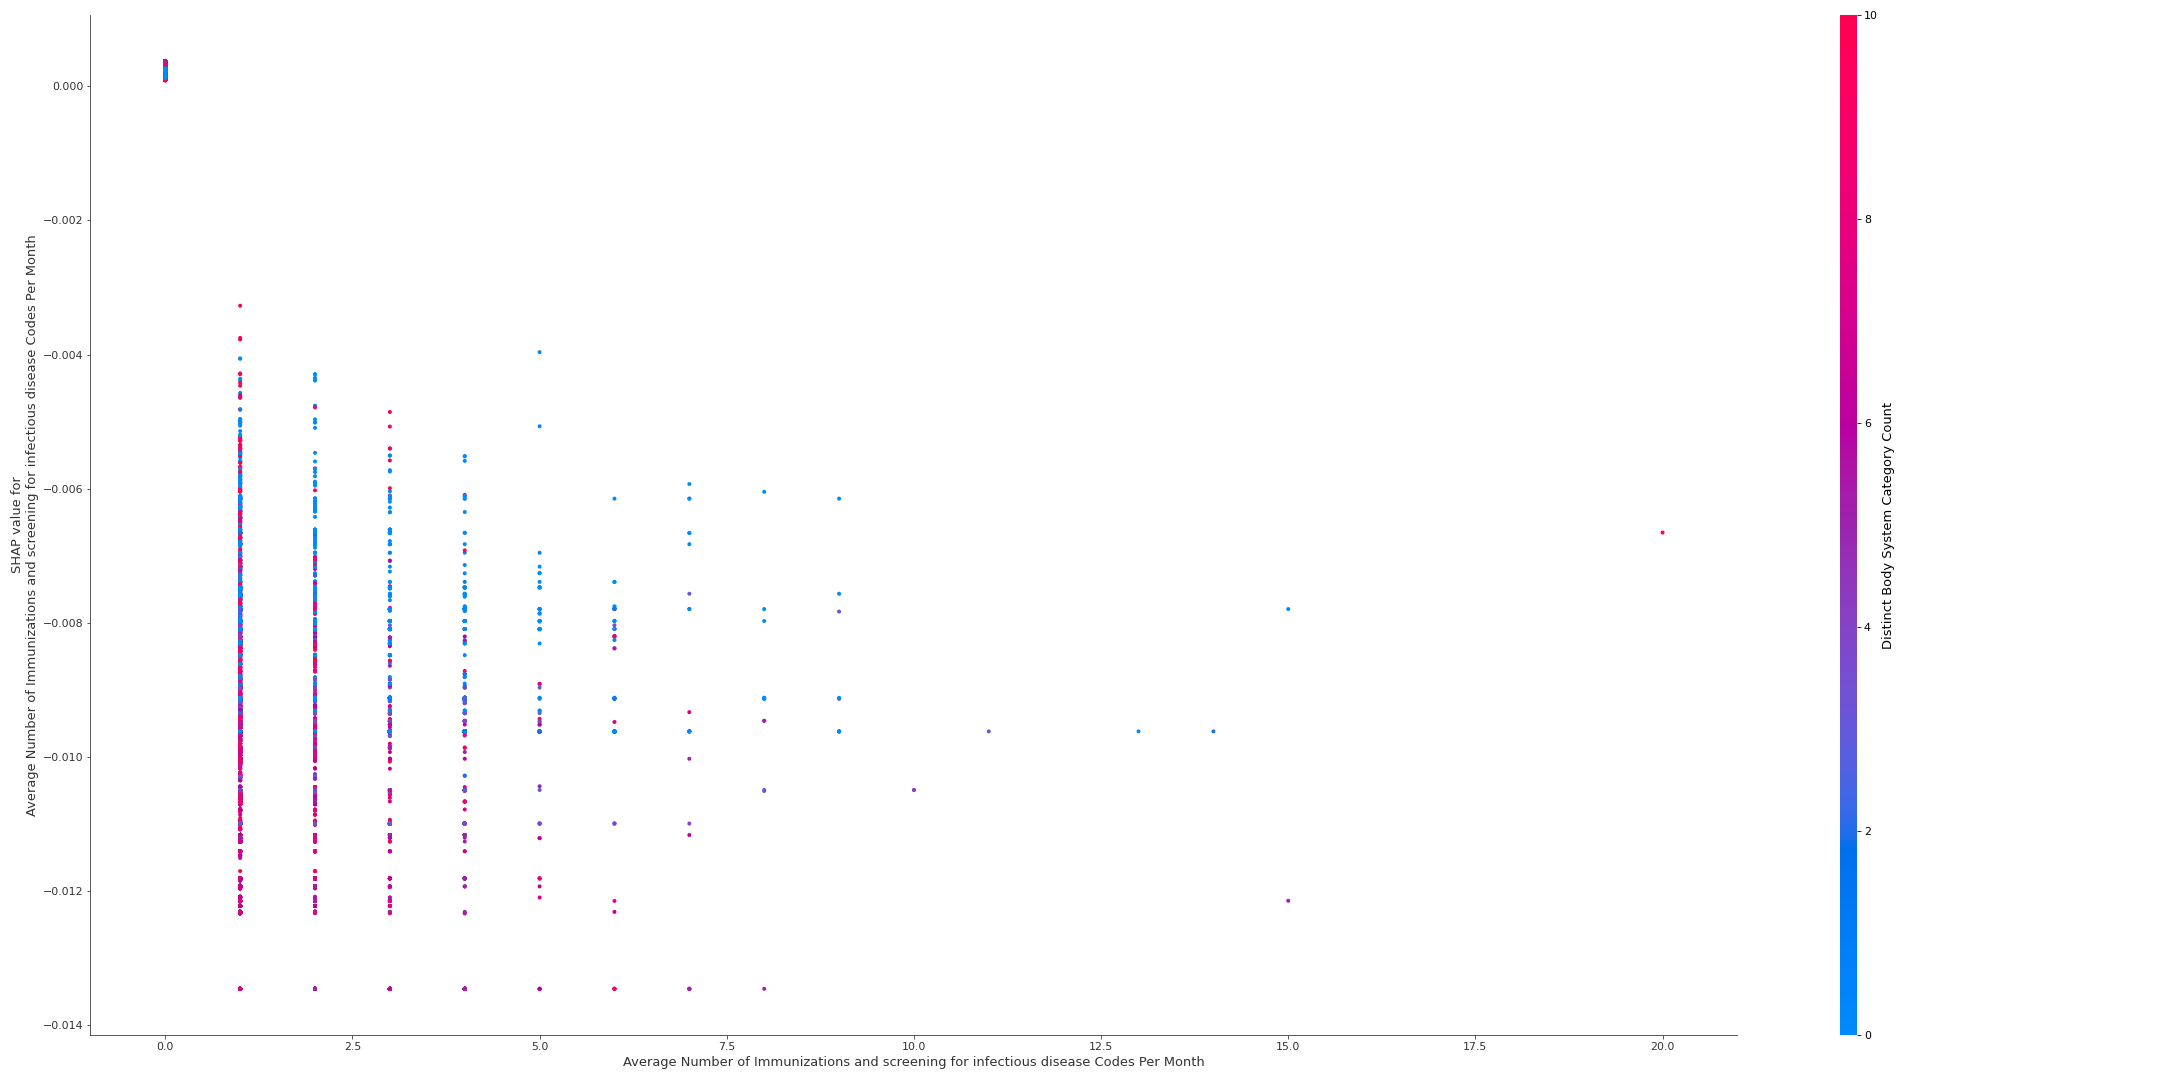 0.000
−0.002
−0.004
−0.006
−0.008
−0.010
−0.012
−0.014
SHAP value for
Average Number of Immunizations and screening for infectious disease Codes Per Month
0.0 2.5 5.0 7.5 10.0 12.5 15.0 17.5 20.0
Average Number of Immunizations and screening for infectious disease Codes Per Month
10
8
6
4
2
0
Distinct Body System Category Count